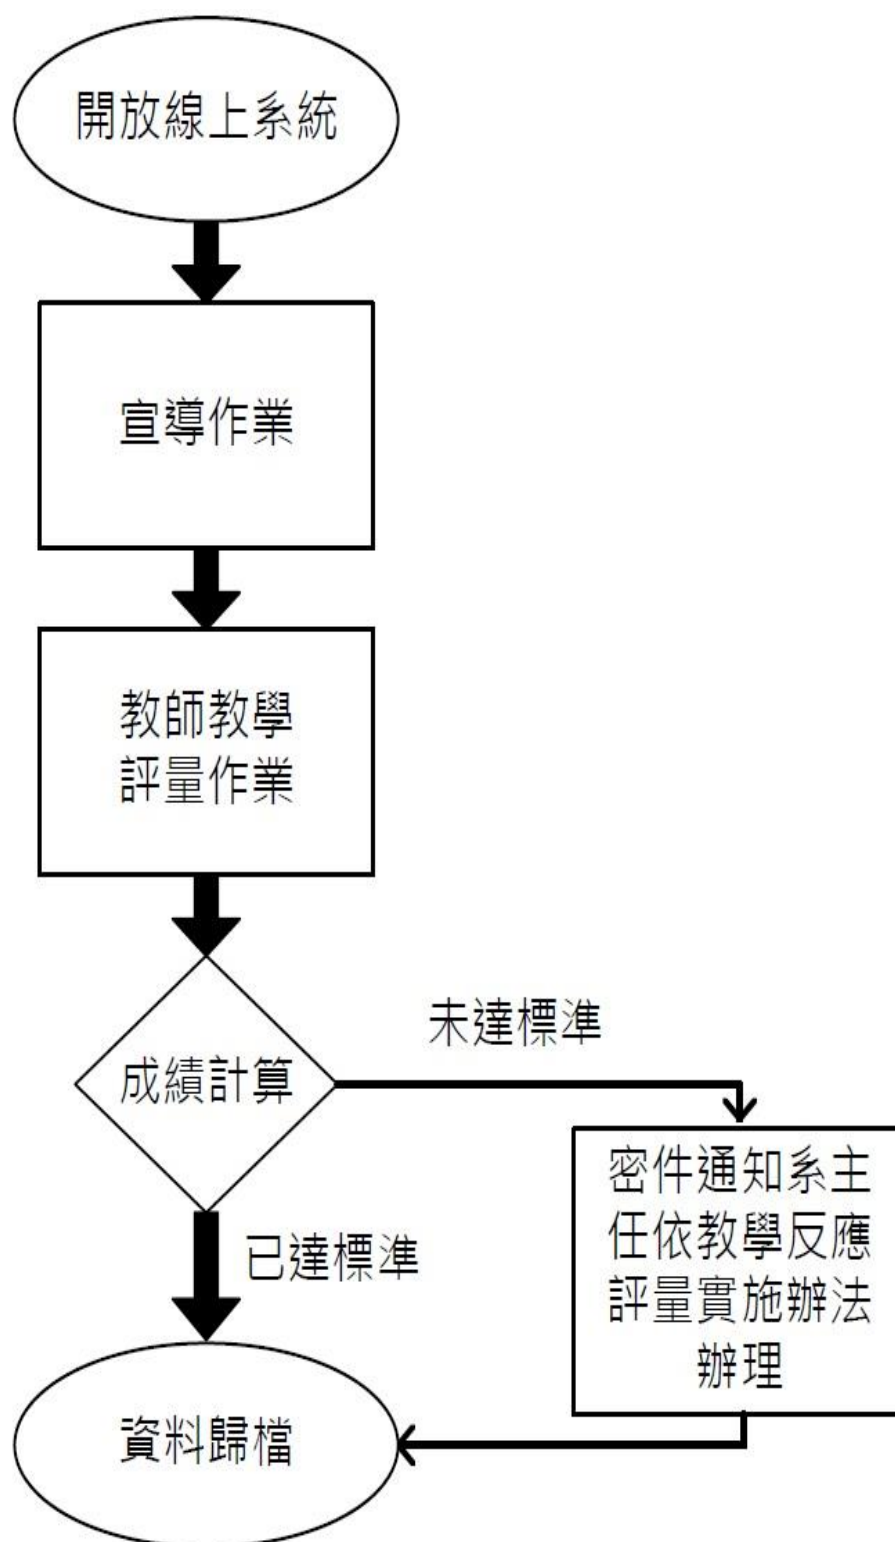 開放線上系統
宣導作業
教師教學
評量作業
未達標準
成績計算
密件通知系主
任依教學反應
評量實施辦法
辦理
已達標準
資料歸檔